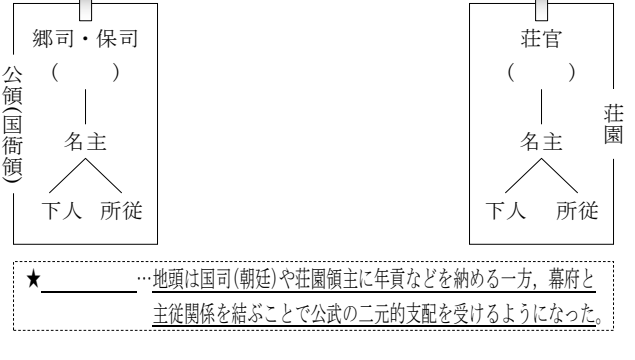 郷司・保司
(　　)
名主
下人　所従
公領(国衙領)
荘官
(　　)
名主
下人　所従
荘園
★＿＿＿＿＿…地頭は国司(朝廷)や荘園領主に年貢などを納める一方，幕府と
主従関係を結ぶことで公武の二元的支配を受けるようになった。